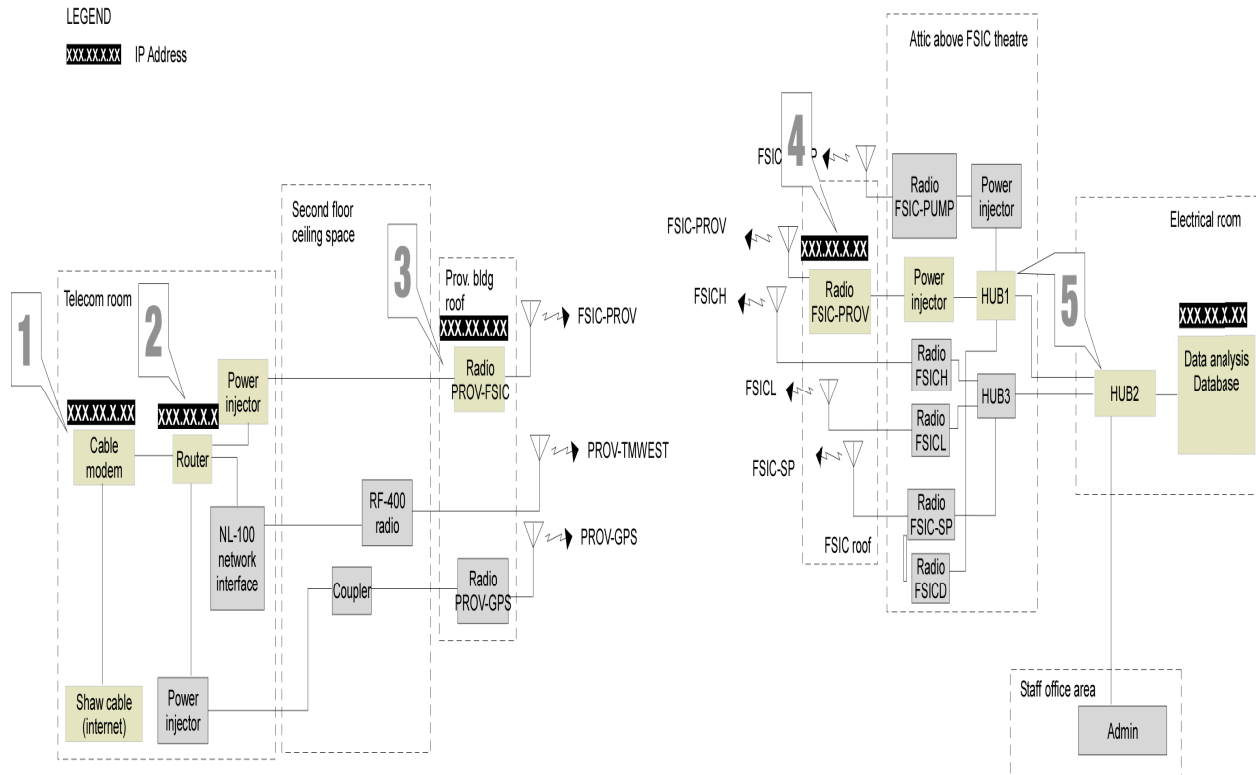 LEGEND
XXX.XX.X.XX IP Address
Attic above FSIC theatre
4
FSIC
P
Radio
FSIC-PUMP
Power
injector
Second floor
ceiling space
Electrical room
3
FSIC-PROV
XXX.XX.X.XX
Prov. bldg
roof
Telecom room
1
2
Radio
FSIC-PROV
Power
injector
HUB1
5
FSICH
XXX.XX.X.XX
FSIC-PROV
XXX.XX.X.XX
Data analysis
Database
Radio
PROV-FSIC
Power
injector
Radio
FSICH
FSICL
HUB3
HUB2
XXX.XX.X.XX
XXX.XX.X.X
Radio
FSICL
Cable
modem
Router
PROV-TMWEST
FSIC-SP
RF-400
radio
Radio
FSIC-SP
NL-100
network
interface
PROV-GPS
FSIC roof
Radio
FSICD
Coupler
Radio
PROV-GPS
Shaw cable
(internet)
Power
injector
Staff office area
Admin